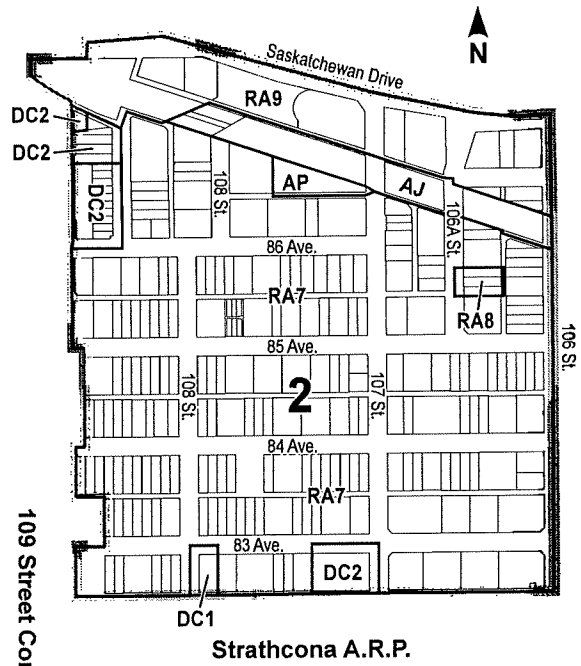 N
Saskatchewan Drive
RA9
DC2
DC2
DC2
108 St.
AP
AJ
106A St.
86 Ave.
RA7
RA8
106 St.
85 Ave.
108 St.
2
107 St.
84 Ave.
RA7
83 Ave.
DC2
DC1
109 Street Cor
Strathcona A.R.P.